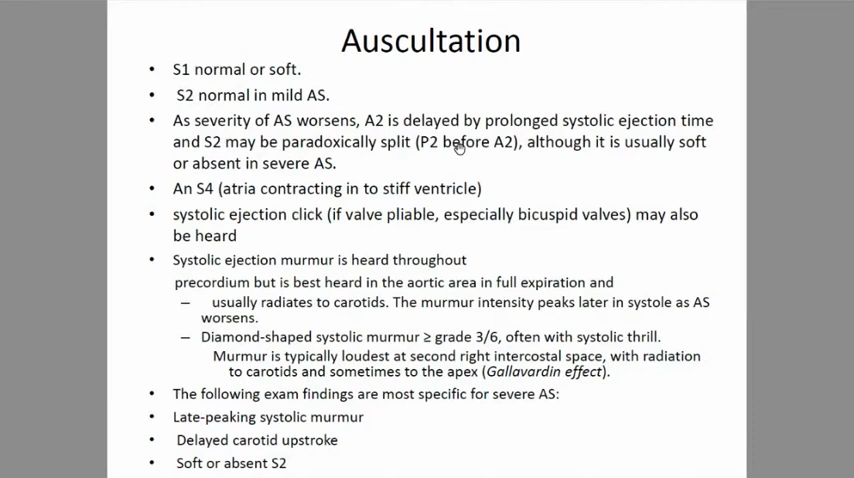 Auscultation
• S1 normal or soft.
• S2 normal in mild AS.
• As severity of AS worsens, A2 is delayed by prolonged systolic ejection time
and S2 may be paradoxically split (P2 before A2), although it is usually soft
or absent in severe AS.
• An S4 (atria contracting in to stiff ventricle)
• systolic ejection click (if valve pliable, especially bicuspid valves) may also
be heard
• Systolic ejection murmur is heard throughout
precordium but is best heard in the aortic area in full expiration and
– usually radiates to carotids. The murmur intensity peaks later in systole as AS
worsens.
– Diamond-shaped systolic murmur ≥ grade 3/6, often with systolic thrill.
Murmur is typically loudest at second right intercostal space, with radiation
to carotids and sometimes to the apex (Gallavardin effect).
• The following exam findings are most specific for severe AS:
• Late-peaking systolic murmur
• Delayed carotid upstroke
• Soft or absent S2